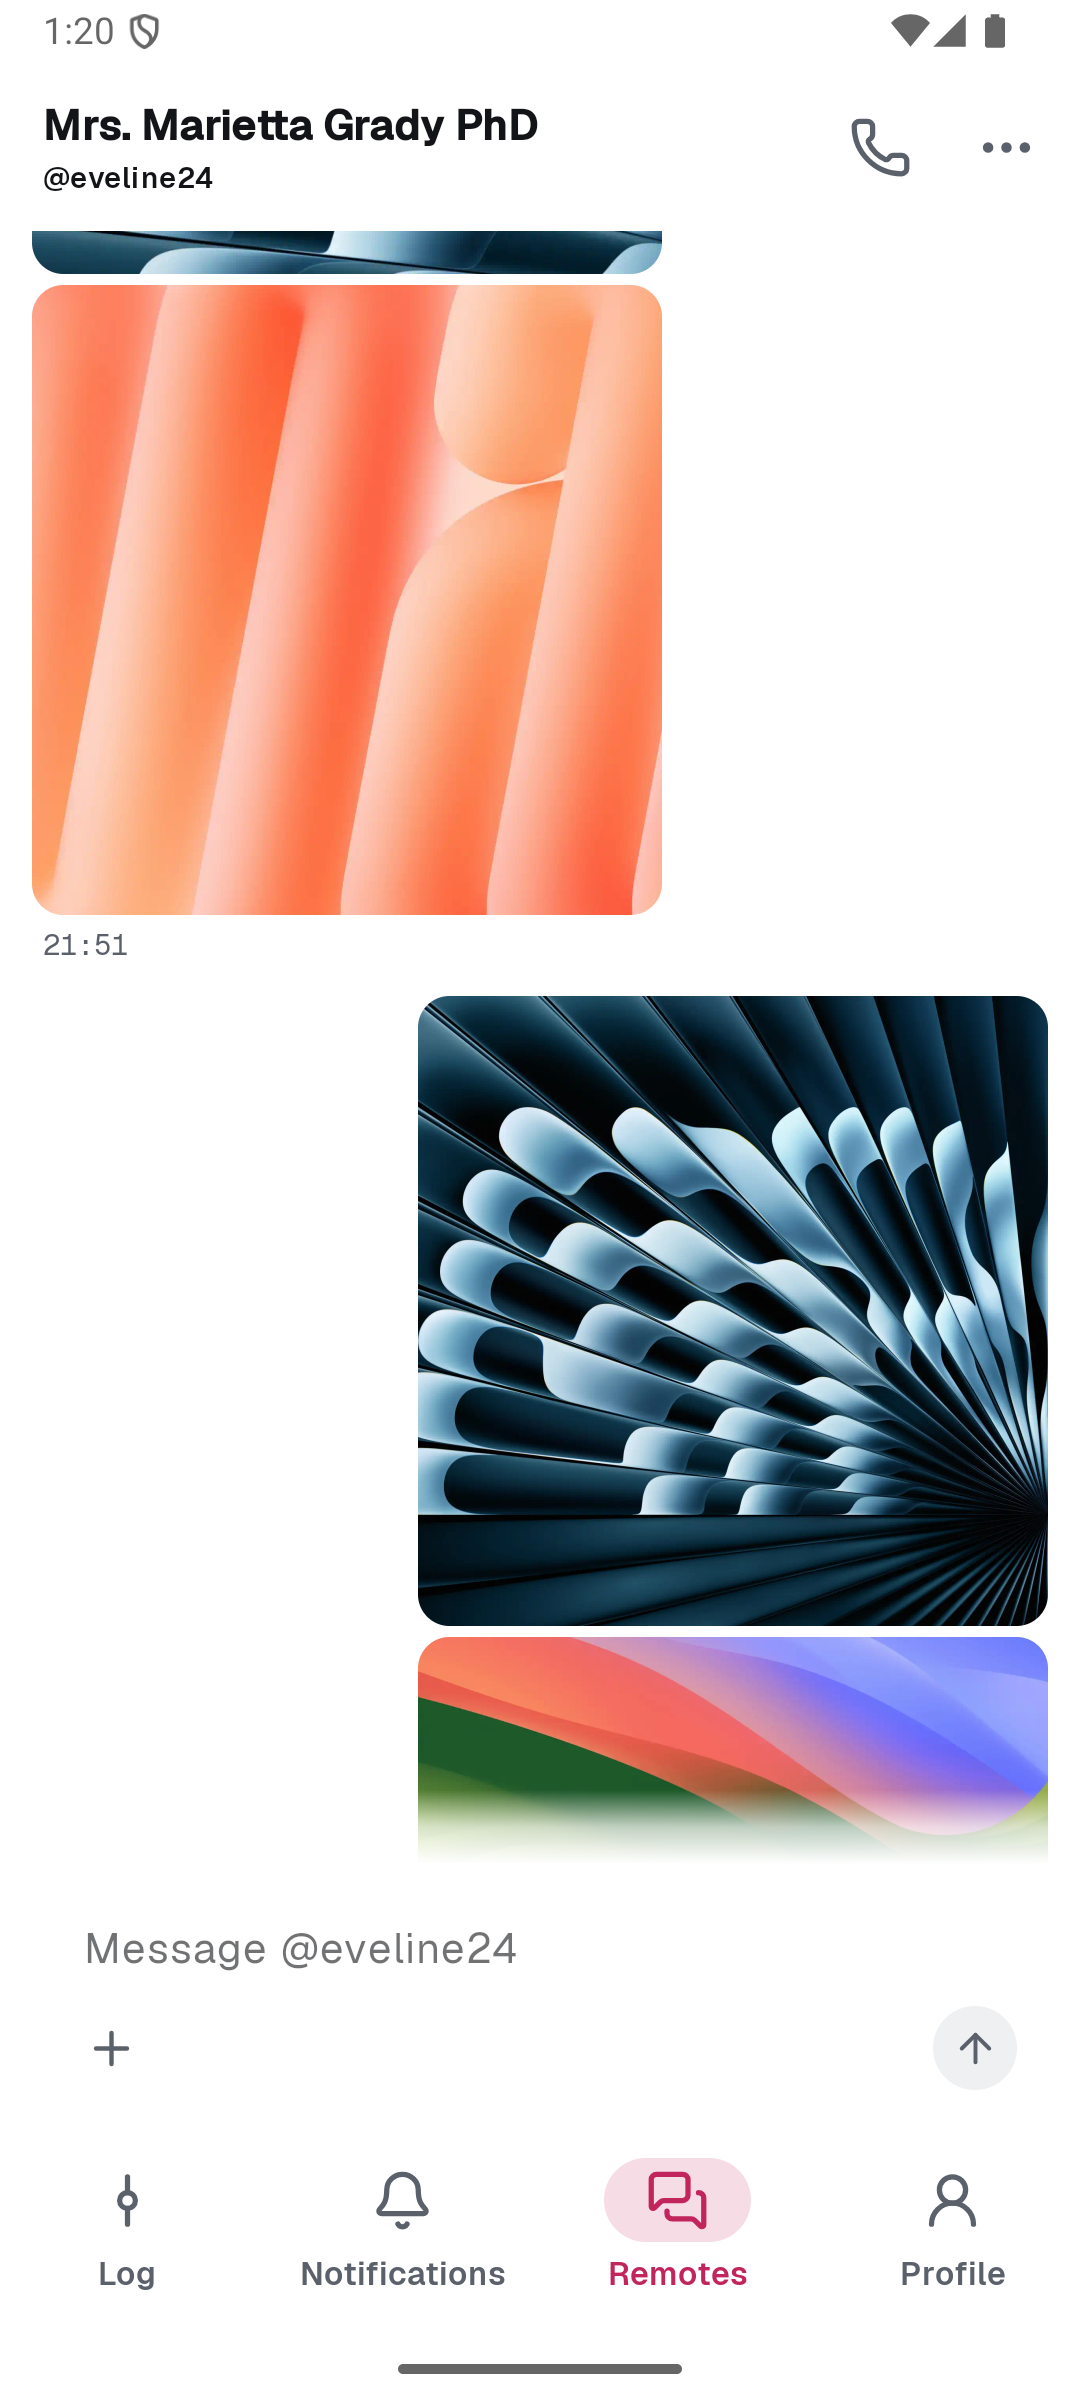 1:20
Mrs. Marietta Grady PhD
@eveline24
21:51
Message @eveline24
Log
Notifications
Remotes
Profile